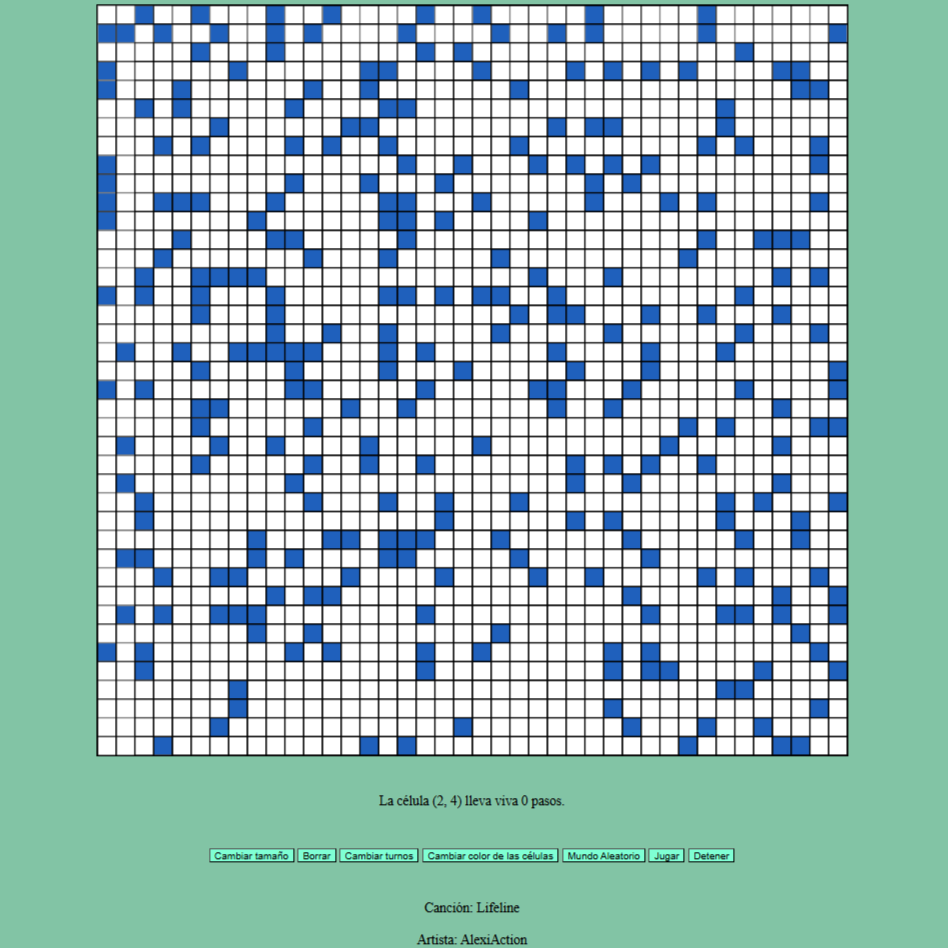 La célula (2, 4) lleva viva 0 pasos.
Cambiar tamaño Borrar Cambiar turnos Cambiar color de las células Mundo Aleatorio Jugar Detener
Canción: Lifeline
Artista: AlexiAction